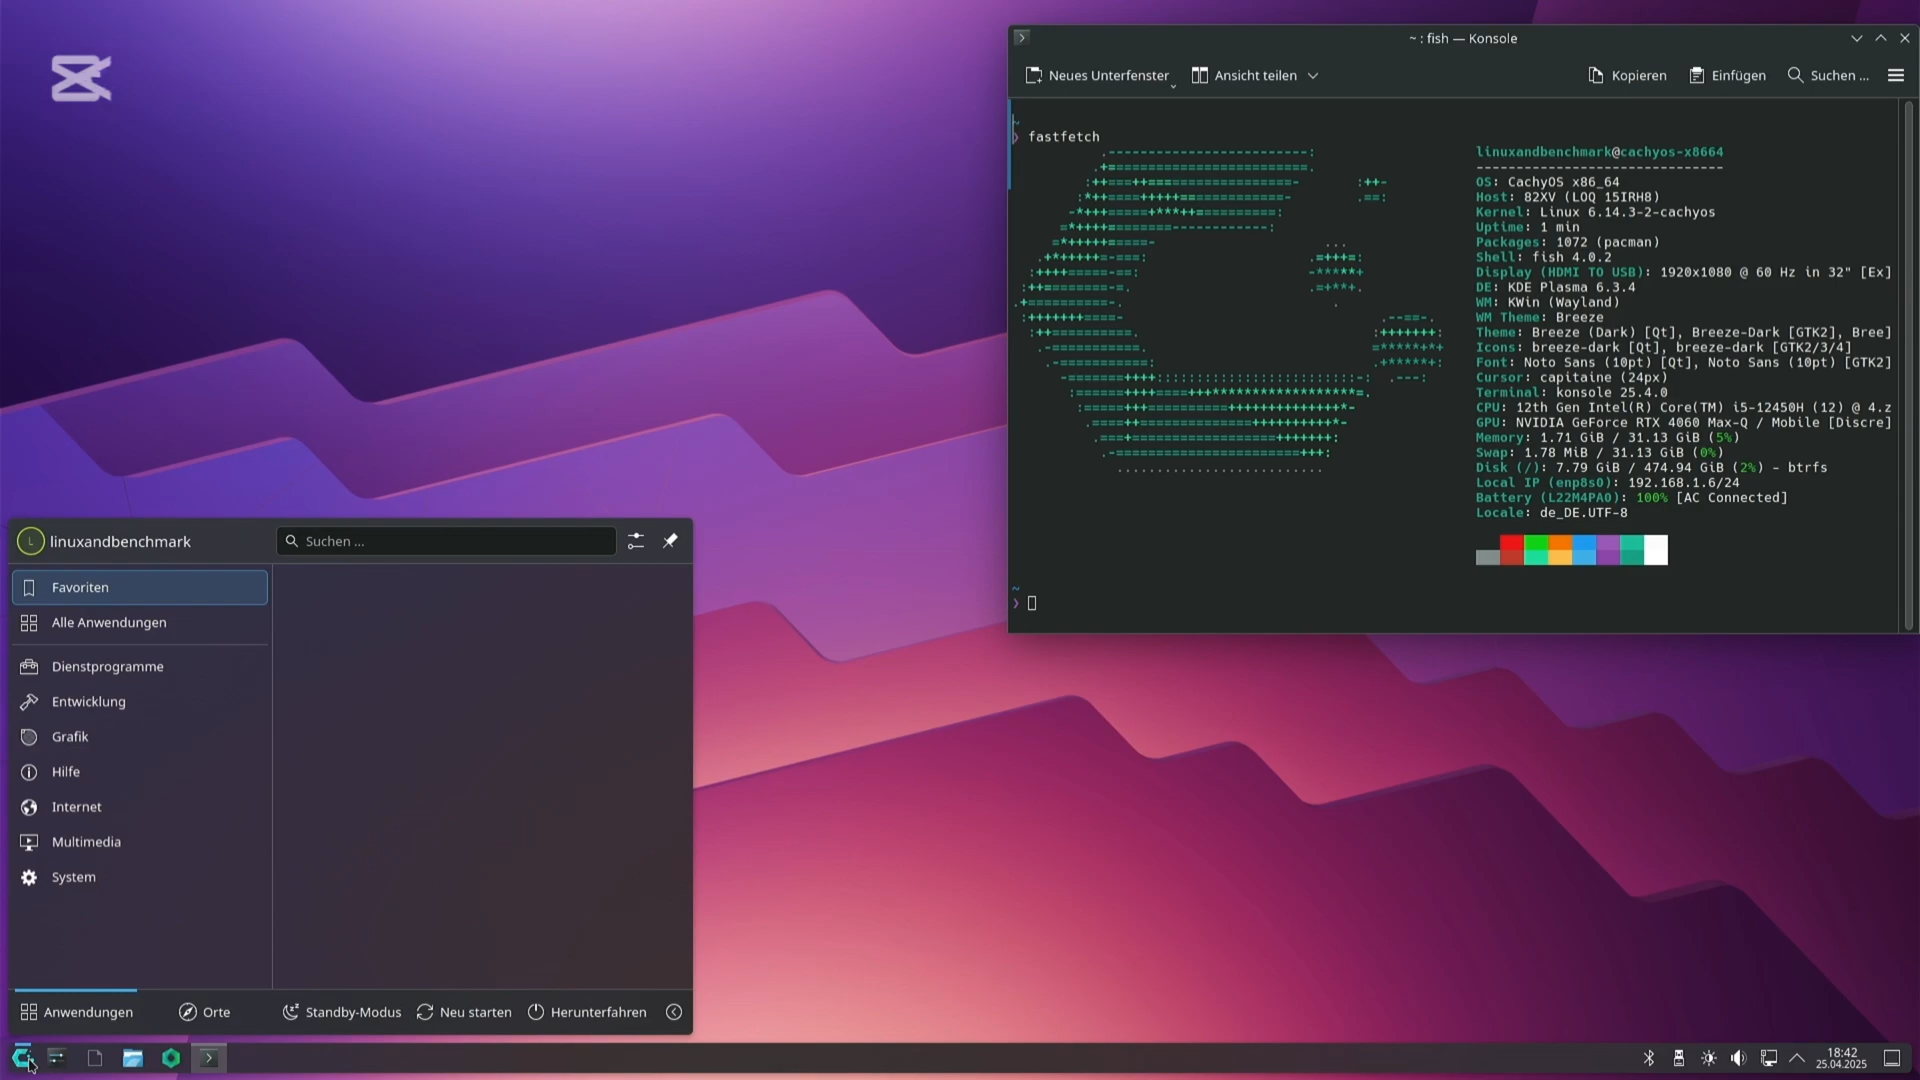 ~ : fish — Konsole
Neues Unterfenster
Ansicht teilen
Kopieren
Einfügen
Suchen ...
~
❯ fastfetch
linuxandbenchmark@cachyos-x8664
-------------------------------
OS: CachyOS x86_64
Host: 82XV (LOQ 15IRH8)
Kernel: Linux 6.14.3-2-cachyos
Uptime: 1 min
Packages: 1072 (pacman)
Shell: fish 4.0.2
Display (HDMI TO USB): 1920x1080 @ 60 Hz in 32" [Ex]
DE: KDE Plasma 6.3.4
WM: KWin (Wayland)
WM Theme: Breeze
Theme: Breeze (Dark) [Qt], Breeze-Dark [GTK2], Bree]
Icons: breeze-dark [Qt], breeze-dark [GTK2/3/4]
Font: Noto Sans (10pt) [Qt], Noto Sans (10pt) [GTK2]
Cursor: capitaine (24px)
Terminal: konsole 25.4.0
CPU: 12th Gen Intel(R) Core(TM) i5-12450H (12) @ 4.z
GPU: NVIDIA GeForce RTX 4060 Max-Q / Mobile [Discre]
Memory: 1.71 GiB / 31.13 GiB (5%)
Swap: 1.78 MiB / 31.13 GiB (0%)
Disk (/): 7.79 GiB / 474.94 GiB (2%) - btrfs
Local IP (enp8s0): 192.168.1.6/24
Battery (L22M4PA0): 100% [AC Connected]
Locale: de_DE.UTF-8
~
❯
L
linuxandbenchmark
Suchen ...
Favoriten
Alle Anwendungen
Dienstprogramme
Entwicklung
Grafik
Hilfe
Internet
Multimedia
System
Anwendungen
Orte
Standby-Modus
Neu starten
Herunterfahren
18:42
25.04.2025